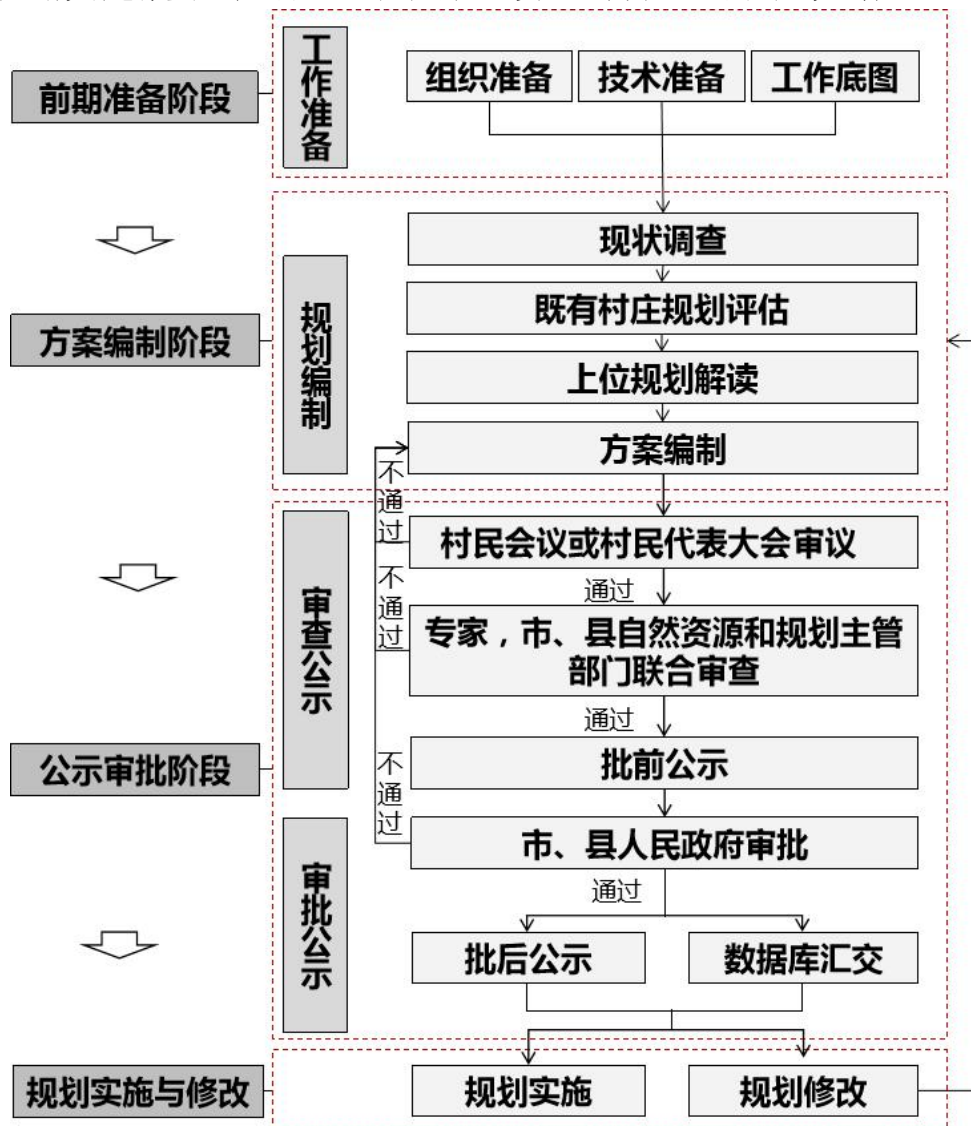 工作准备
组织准备
技术准备
工作底图
前期准备阶段
现状调查
既有村庄规划评估
上位规划解读
方案编制
规划编制
方案编制阶段
不通过
村民会议或村民代表大会审议
通过
不通过
专家，市、县自然资源和规划主管
部门联合审查
通过
审查公示
批前公示
公示审批阶段
不通过
市、县人民政府审批
通过
审批公示
批后公示
数据库汇交
规划实施与修改
规划实施
规划修改